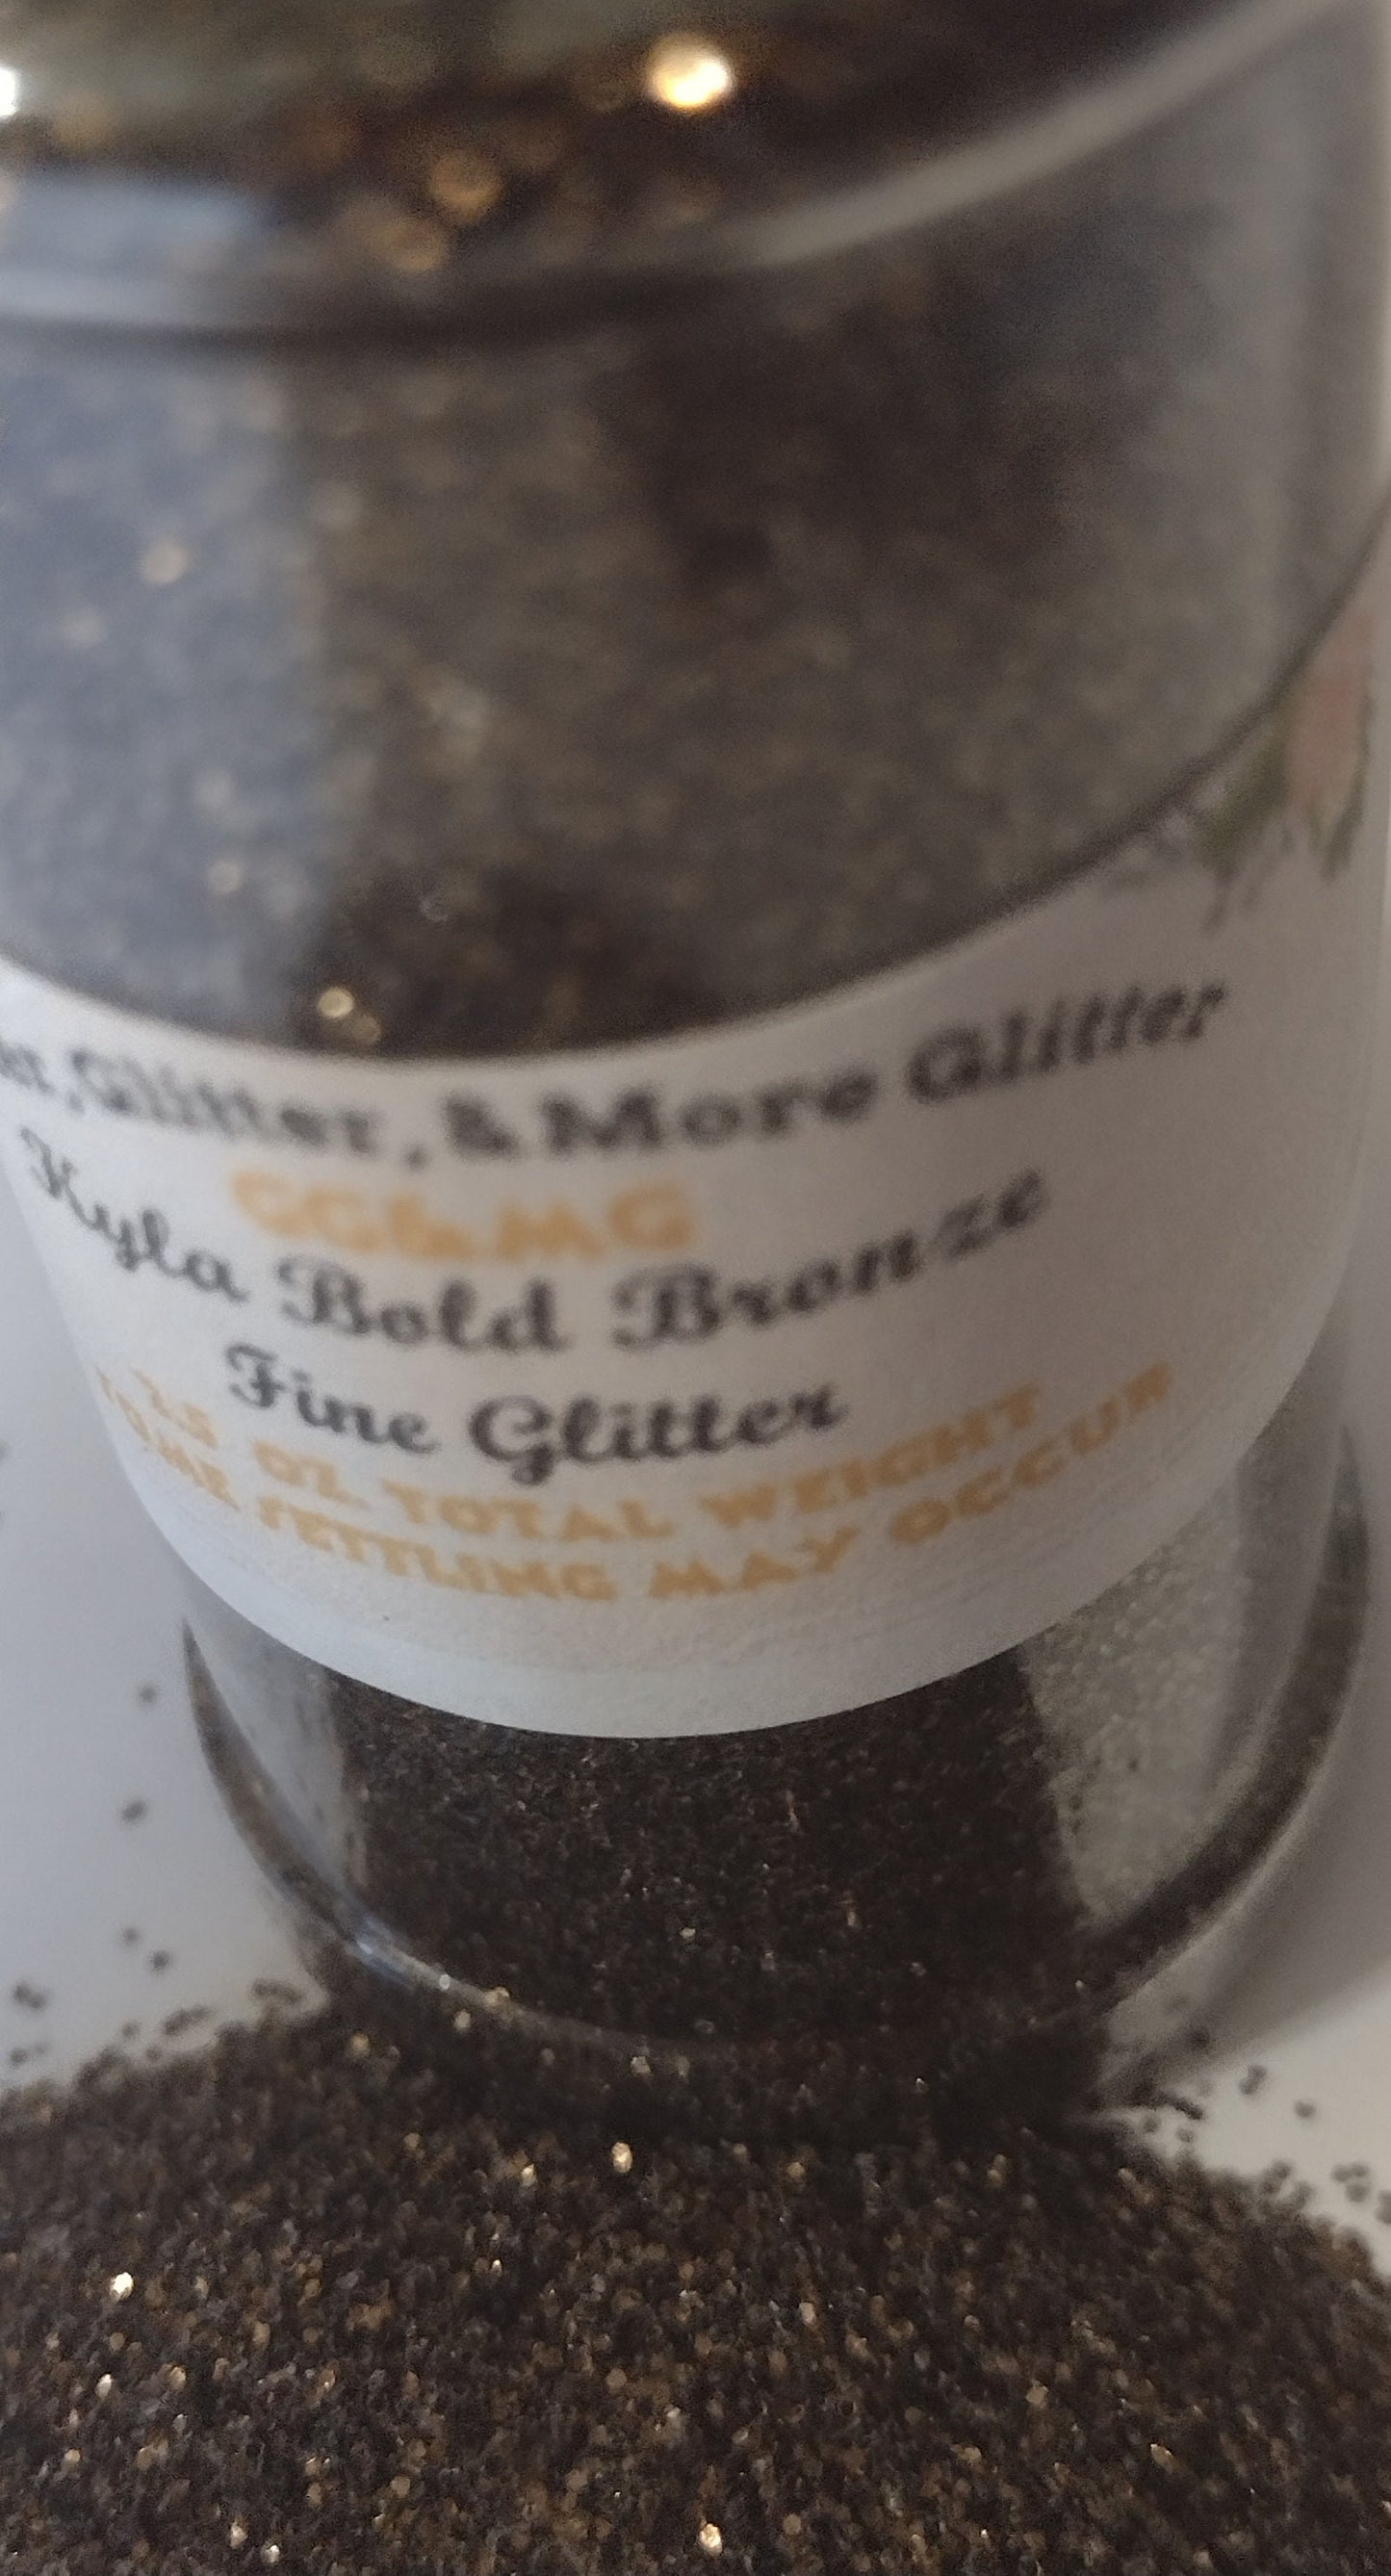 Glitter, & More Glitter
GG&MG
Kyla Bold Bronze
Fine Glitter
OZ TOTAL WEIGHT
SETTLING MAY OCCUR